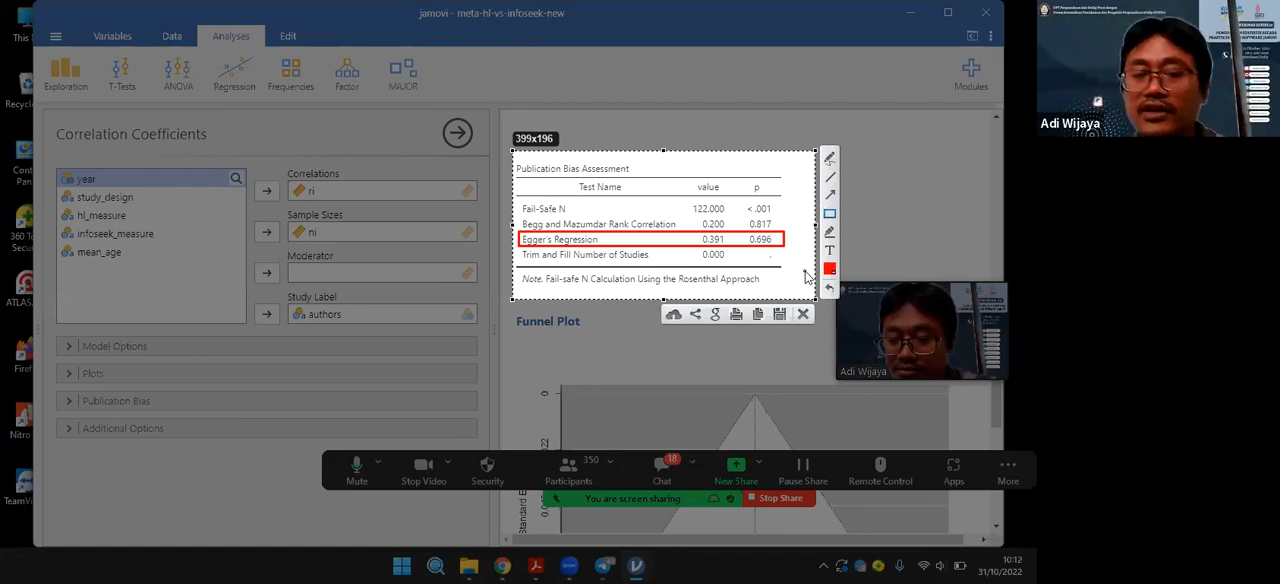 jamovi - meta-hl-vs-infoseek-new
Variables Data Analyses Edit
Exploration T-Tests ANOVA Regression Frequencies Factor MAJOR Modules
Correlation Coefficients
year
study_design
hl_measure
infoseek_measure
mean_age
Correlations
ri
Sample Sizes
ni
Moderator
Study Label
authors
Model Options
Plots
Publication Bias
Additional Options
399x196
Publication Bias Assessment
Test Name value p
Fail-Safe N 122.000 < .001
Begg and Mazumdar Rank Correlation 0.200 0.817
Egger's Regression 0.391 0.696
Trim and Fill Number of Studies 0.000 .
Note. Fail-safe N Calculation Using the Rosenthal Approach
Funnel Plot
0
Adi Wijaya
Adi Wijaya
Mute Stop Video Security Participants 350 Chat 18 New Share Pause Share Remote Control Apps More
You are screen sharing Stop Share
10:12
31/10/2022